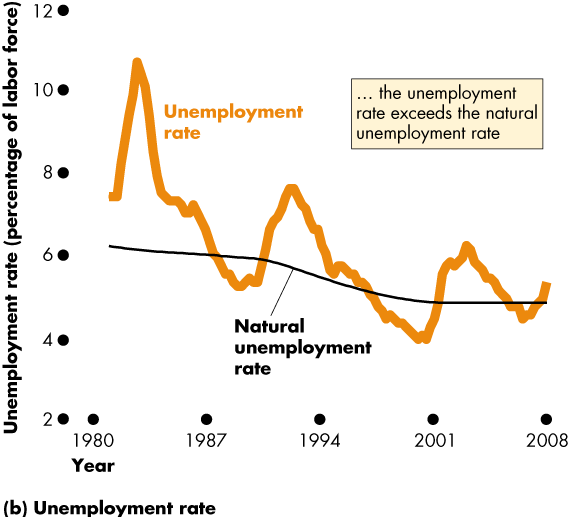 Unemployment rate (percentage of labor force)
12
10
8
6
4
2
Unemployment
rate
… the unemployment
rate exceeds the natural
unemployment rate
Natural
unemployment
rate
1980
1987
1994
2001
2008
Year
(b) Unemployment rate